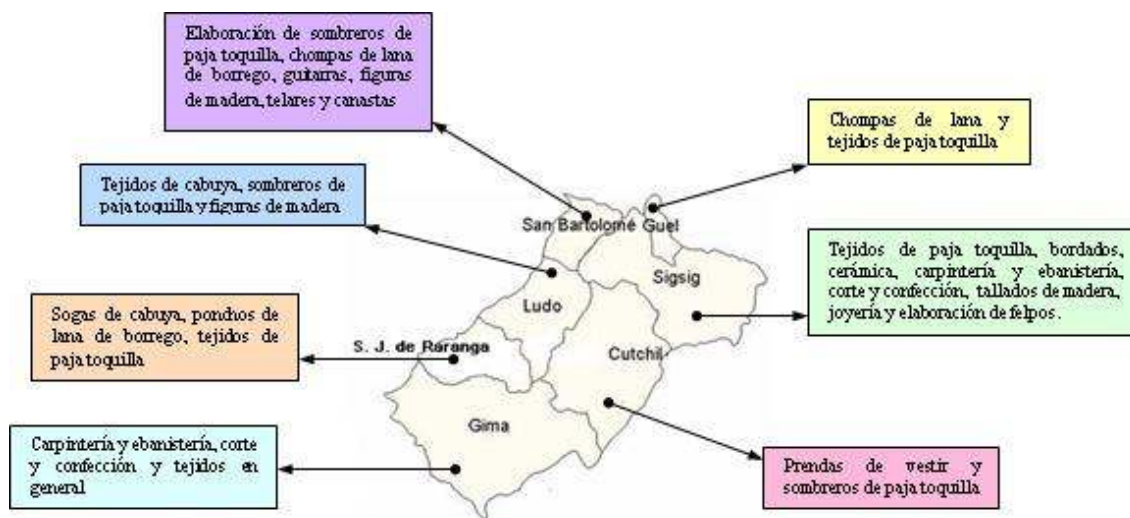 Elaboración de sombreros de
paja toquilla, chompas de lana
de borrego, guitarras, figuras
de madera, telares y canastas
Chompas de lana y
tejidos de paja toquilla
Tejidos de cabuya, sombreros de
paja toquilla y figuras de madera
San Bartolomé
Guel
Sigsig
Tejidos de paja toquilla, bordados,
cerámica, carpintería y ebanistería,
corte y confección, tallados de madera,
joyería y elaboración de felpos.
Ludo
Sogas de cabuya, ponchos de
lana de borrego, tejidos de
paja toquilla
S. J. de Raranga
Cutchil
Gima
Carpintería y ebanistería, corte
y confección y tejidos en
general
Prendas de vestir y
sombreros de paja toquilla